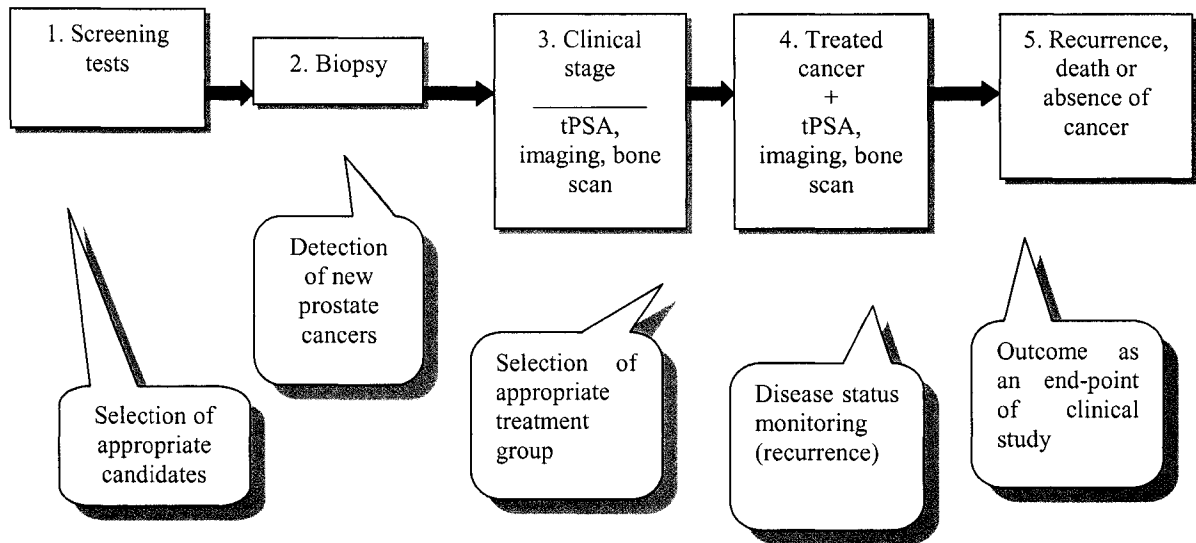 1. Screening
tests
2. Biopsy
3. Clinical
stage
tPSA,
imaging, bone
scan
4. Treated
cancer
+
tPSA,
imaging, bone
scan
5. Recurrence,
death or
absence of
cancer
Selection of
appropriate
candidates
Detection
of new
prostate
cancers
Selection of
appropriate
treatment
group
Disease status
monitoring
(recurrence)
Outcome as
an end-point
of clinical
study